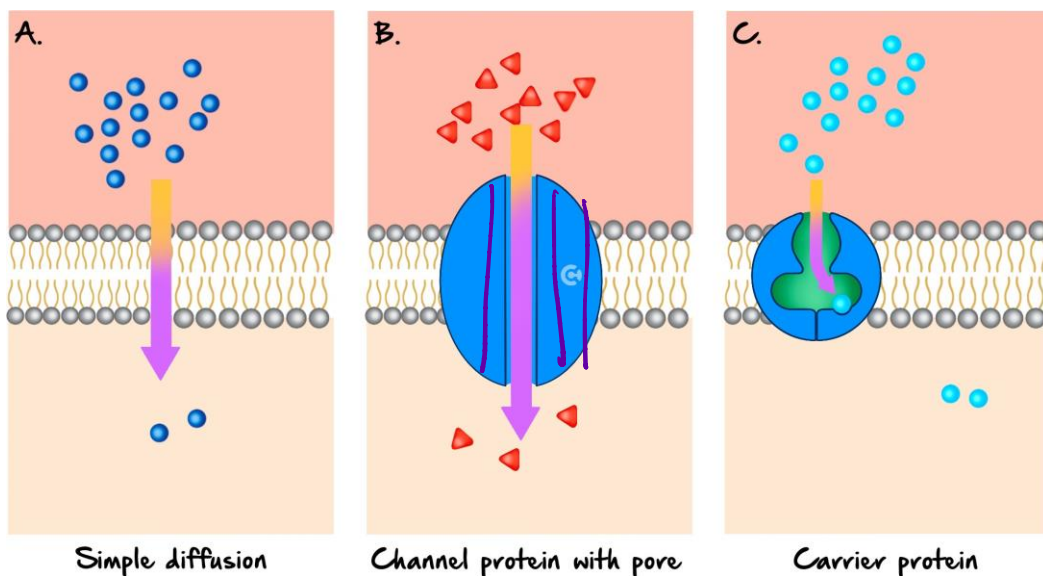 A.
B.
C.
Simple diffusion
Channel protein with pore
Carrier protein